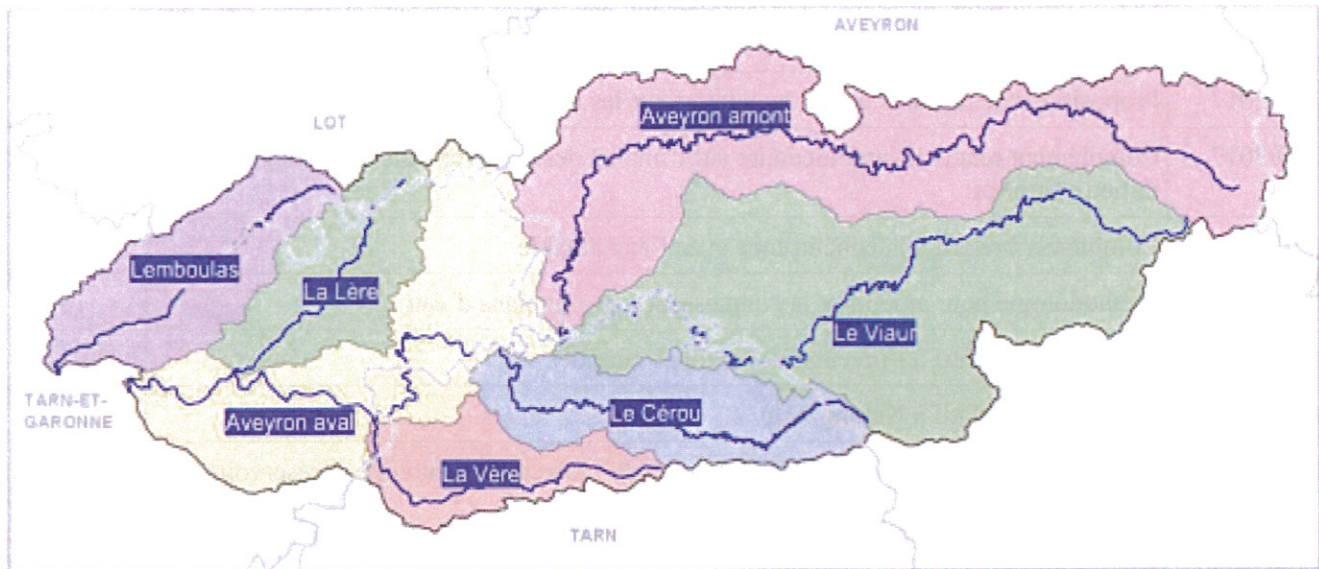 AVEYRON
Aveyron amont
LOT
Lemboulas
La Lère
Le Viaur
TARN-ET-
GARONNE
Aveyron aval
Le Cérou
La Vère
TARN